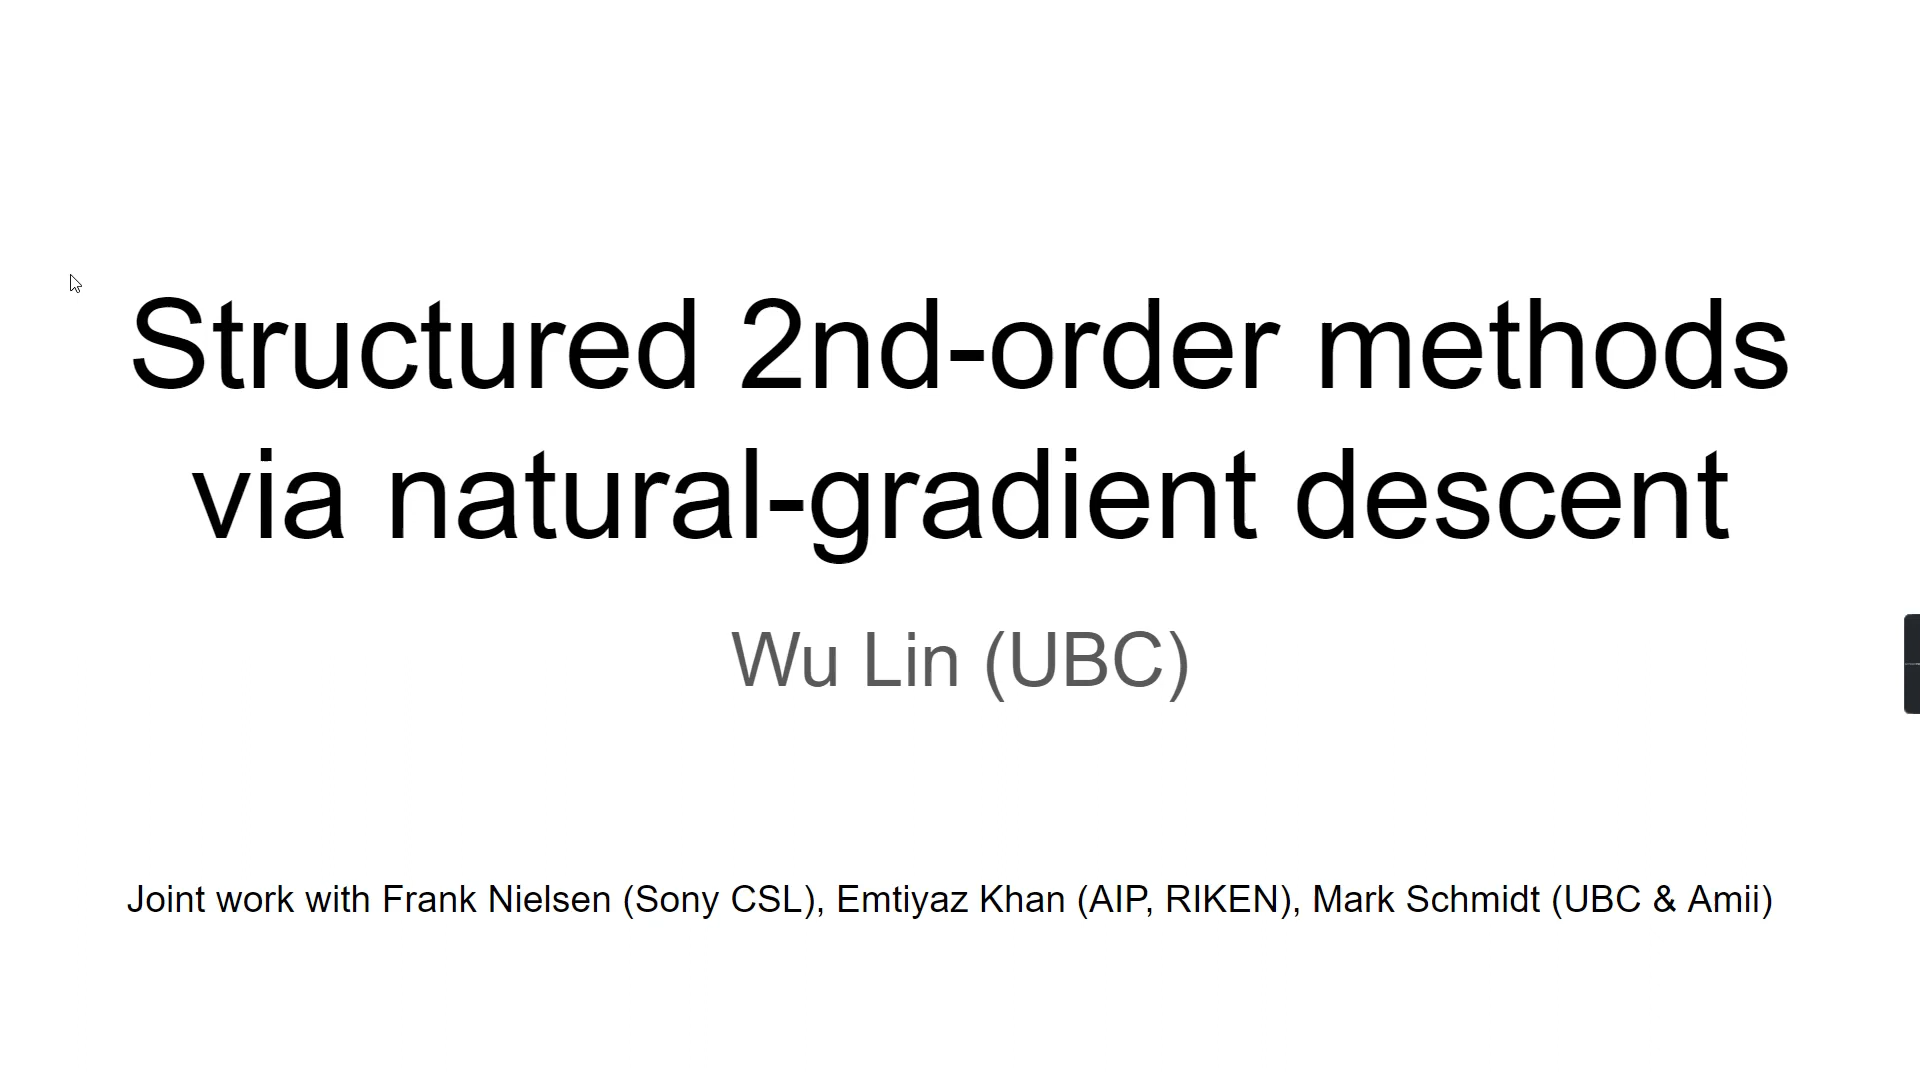 Structured 2nd-order methods
via natural-gradient descent
Wu Lin (UBC)
Joint work with Frank Nielsen (Sony CSL), Emtiyaz Khan (AIP, RIKEN), Mark Schmidt (UBC & Amii)